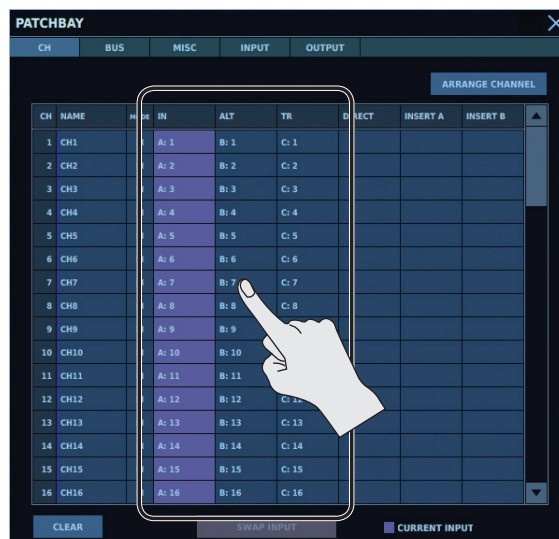 PATCHBAY
CH BUS MISC INPUT OUTPUT
ARRANGE CHANNEL
CH NAME IN ALT TR INSERT A INSERT B
1 CH1 A: 1 B: 1 C: 1
2 CH2 A: 2 B: 2 C: 2
3 CH3 A: 3 B: 3 C: 3
4 CH4 A: 4 B: 4 C: 4
5 CH5 A: 5 B: 5 C: 5
6 CH6 A: 6 B: 6 C: 6
7 CH7 A: 7 B: 7 C: 7
8 CH8 A: 8 B: 8 C: 8
9 CH9 A: 9 B: 9
10 CH10 A: 10 B: 10
11 CH11 A: 11 B: 11
12 CH12 A: 12 B: 12 C: 12
13 CH13 A: 13 B: 13 C: 13
14 CH14 A: 14 B: 14 C: 14
15 CH15 A: 15 B: 15 C: 15
16 CH16 A: 16 B: 16 C: 16
CLEAR SWAP INPUT CURRENT INPUT